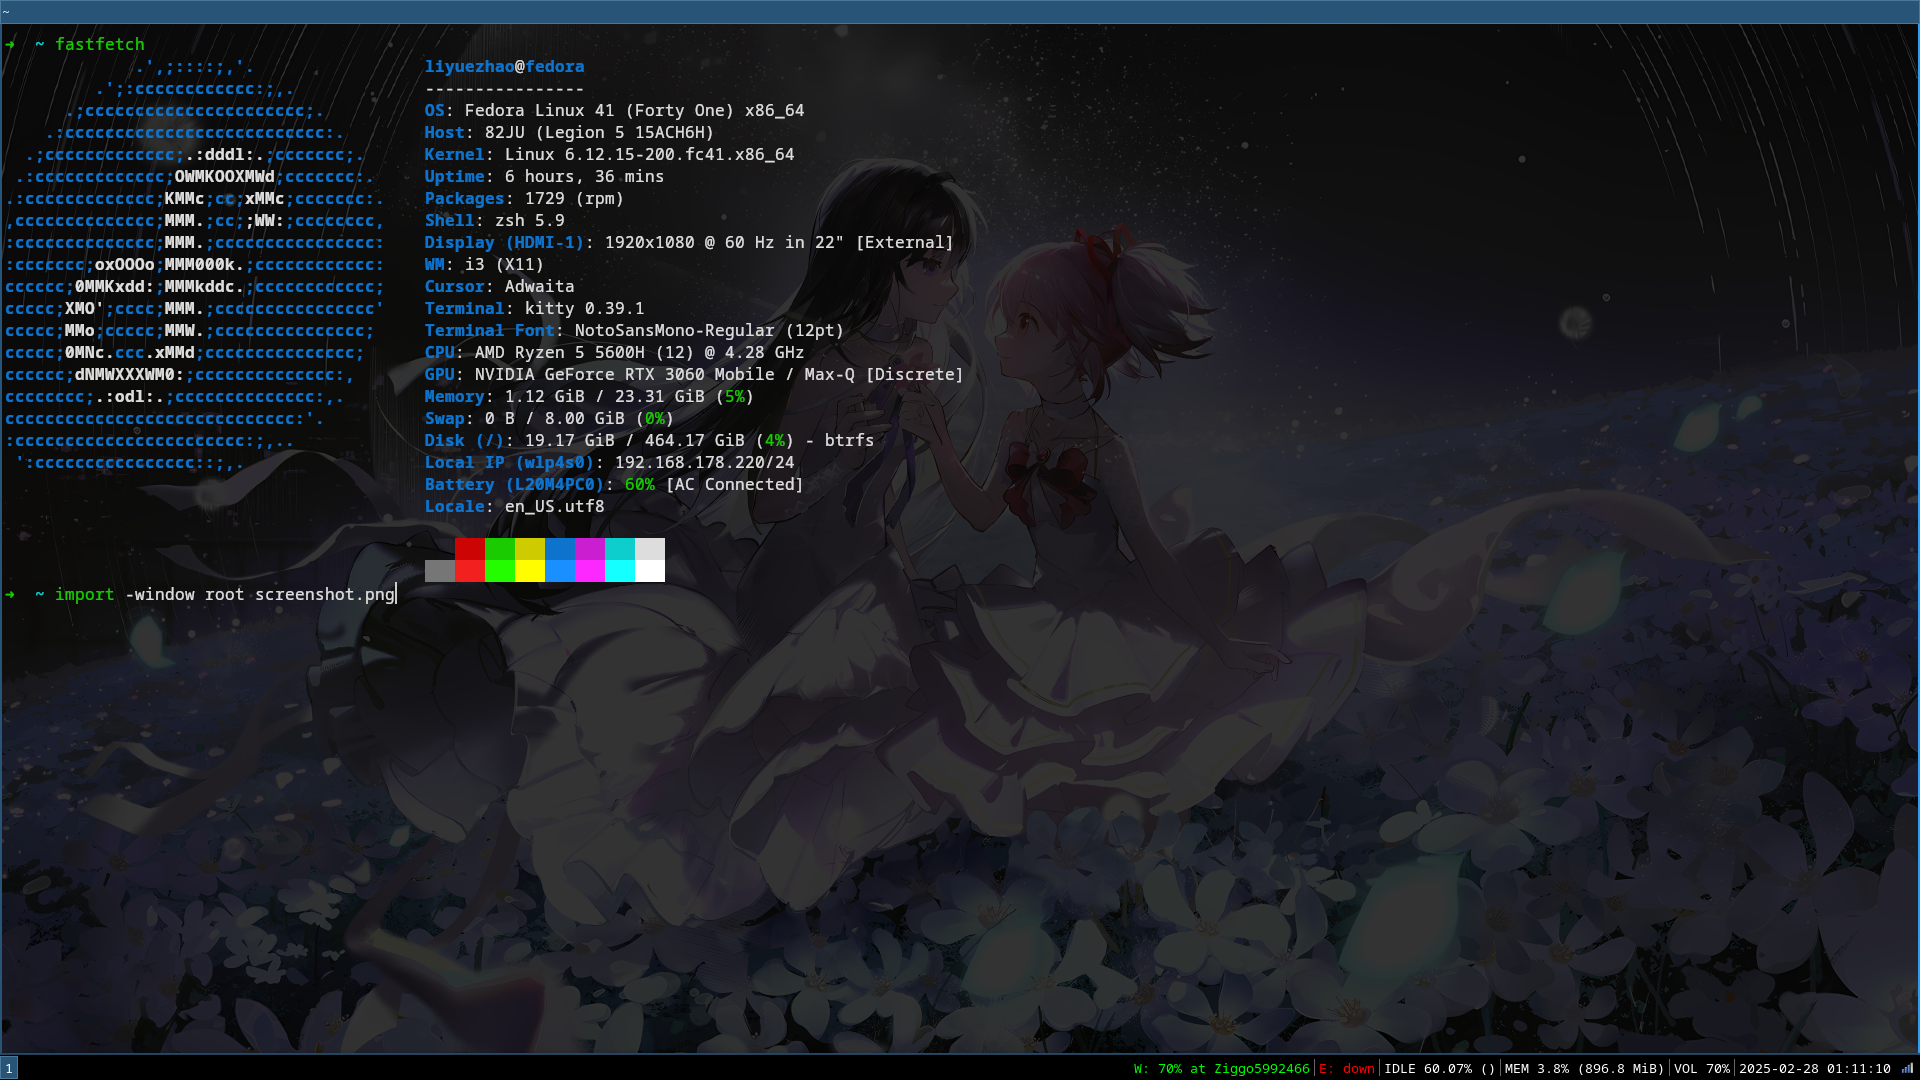 ~
➜  ~ fastfetch
             .',;::::;,'.
         .';:cccccccccccc:;,.
      .;cccccccccccccccccccccc;.
    .:cccccccccccccccccccccccccc:.
  .;ccccccccccccc;.:dddl:.;ccccccc;.
 .:ccccccccccccc;OWMKOOXMWd;ccccccc:.
.:ccccccccccccc;KMMc;cc;xMMc;ccccccc:.
,cccccccccccccc;MMM.;cc;;WW:;cccccccc,
:cccccccccccccc;MMM.;cccccccccccccccc:
:ccccccc;oxOOOo;MMM000k.;cccccccccccc:
cccccc;0MMKxdd:;MMMkddc.;cccccccccccc;
ccccc;XMO';cccc;MMM.;cccccccccccccccc'
ccccc;MMo;ccccc;MMW.;ccccccccccccccc;
ccccc;0MNc.ccc.xMMd;ccccccccccccccc;
cccccc;dNMWXXXWM0:;cccccccccccccc:,
cccccccc;.:odl:.;cccccccccccccc:,.
ccccccccccccccccccccccccccccc:'.
:ccccccccccccccccccccccc:;,..
 ':cccccccccccccccc::;,.
liyuezhao@fedora
----------------
OS: Fedora Linux 41 (Forty One) x86_64
Host: 82JU (Legion 5 15ACH6H)
Kernel: Linux 6.12.15-200.fc41.x86_64
Uptime: 6 hours, 36 mins
Packages: 1729 (rpm)
Shell: zsh 5.9
Display (HDMI-1): 1920x1080 @ 60 Hz in 22" [External]
WM: i3 (X11)
Cursor: Adwaita
Terminal: kitty 0.39.1
Terminal Font: NotoSansMono-Regular (12pt)
CPU: AMD Ryzen 5 5600H (12) @ 4.28 GHz
GPU: NVIDIA GeForce RTX 3060 Mobile / Max-Q [Discrete]
Memory: 1.12 GiB / 23.31 GiB (5%)
Swap: 0 B / 8.00 GiB (0%)
Disk (/): 19.17 GiB / 464.17 GiB (4%) - btrfs
Local IP (wlp4s0): 192.168.178.220/24
Battery (L20M4PC0): 60% [AC Connected]
Locale: en_US.utf8
➜  ~ import -window root screenshot.png
1
W: 70% at Ziggo5992466|E: down|IDLE 60.07% ()|MEM 3.8% (896.8 MiB)|VOL 70%|2025-02-28 01:11:10